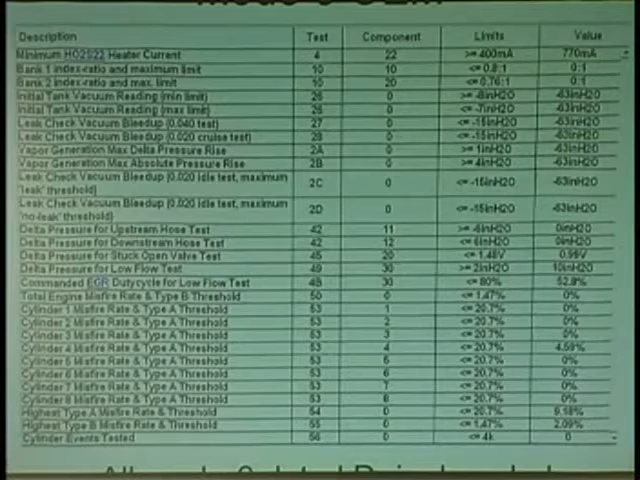 Description Test Component Limits Value
Minimum HO2S22 Heater Current 4 22 >= 400mA 770mA
Bank 1 index-ratio and maximum limit 10 10 <= 0.8:1 0:1
Bank 2 index-ratio and max. limit 10 20 <= 0.76:1 0:1
Initial Tank Vacuum Reading (min limit) 26 0 >= -8inH2O -63inH2O
Initial Tank Vacuum Reading (max limit) 26 0 <= -7inH2O -63inH2O
Leak Check Vacuum Bleedup (0.040 test) 27 0 <= -15inH2O -63inH2O
Leak Check Vacuum Bleedup (0.020 cruise test) 28 0 <= -15inH2O -63inH2O
Vapor Generation Max Delta Pressure Rise 2A 0 >= 1inH2O -63inH2O
Vapor Generation Max Absolute Pressure Rise 2B 0 >= 4inH2O -63inH2O
Leak Check Vacuum Bleedup (0.020 idle test, maximum
'leak' threshold) 2C 0 <= -15inH2O -63inH2O
Leak Check Vacuum Bleedup (0.020 idle test, maximum
'no-leak' threshold) 2D 0 <= -15inH2O -63inH2O
Delta Pressure for Upstream Hose Test 42 11 >= -6inH2O 0inH2O
Delta Pressure for Downstream Hose Test 42 12 <= 6inH2O 0inH2O
Delta Pressure for Stuck Open Valve Test 45 20 <= 1.48V 0.95V
Delta Pressure for Low Flow Test 49 30 >= 2inH2O 10inH2O
Commanded EGR Dutycycle for Low Flow Test 4B 30 <= 80% 52.8%
Total Engine Misfire Rate & Type B Threshold 50 0 <= 1.47% 0%
Cylinder 1 Misfire Rate & Type A Threshold 53 1 <= 20.7% 0%
Cylinder 2 Misfire Rate & Type A Threshold 53 2 <= 20.7% 0%
Cylinder 3 Misfire Rate & Type A Threshold 53 3 <= 20.7% 0%
Cylinder 4 Misfire Rate & Type A Threshold 53 4 <= 20.7% 4.59%
Cylinder 5 Misfire Rate & Type A Threshold 53 5 <= 20.7% 0%
Cylinder 6 Misfire Rate & Type A Threshold 53 6 <= 20.7% 0%
Cylinder 7 Misfire Rate & Type A Threshold 53 7 <= 20.7% 0%
Cylinder 8 Misfire Rate & Type A Threshold 53 8 <= 20.7% 0%
Highest Type A Misfire Rate & Threshold 54 0 <= 20.7% 9.18%
Highest Type B Misfire Rate & Threshold 55 0 <= 1.47% 2.09%
Cylinder Events Tested 56 0 <= 4k 0